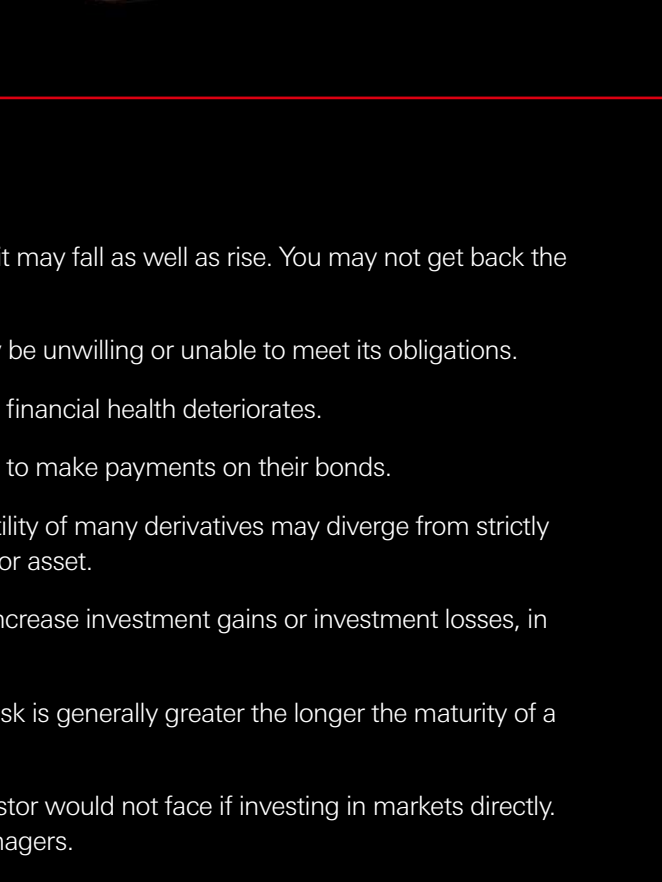 it may fall as well as rise. You may not get back the
be unwilling or unable to meet its obligations.
financial health deteriorates.
to make payments on their bonds.
tility of many derivatives may diverge from strictly
or asset.
ncrease investment gains or investment losses, in
sk is generally greater the longer the maturity of a
stor would not face if investing in markets directly.
nagers.